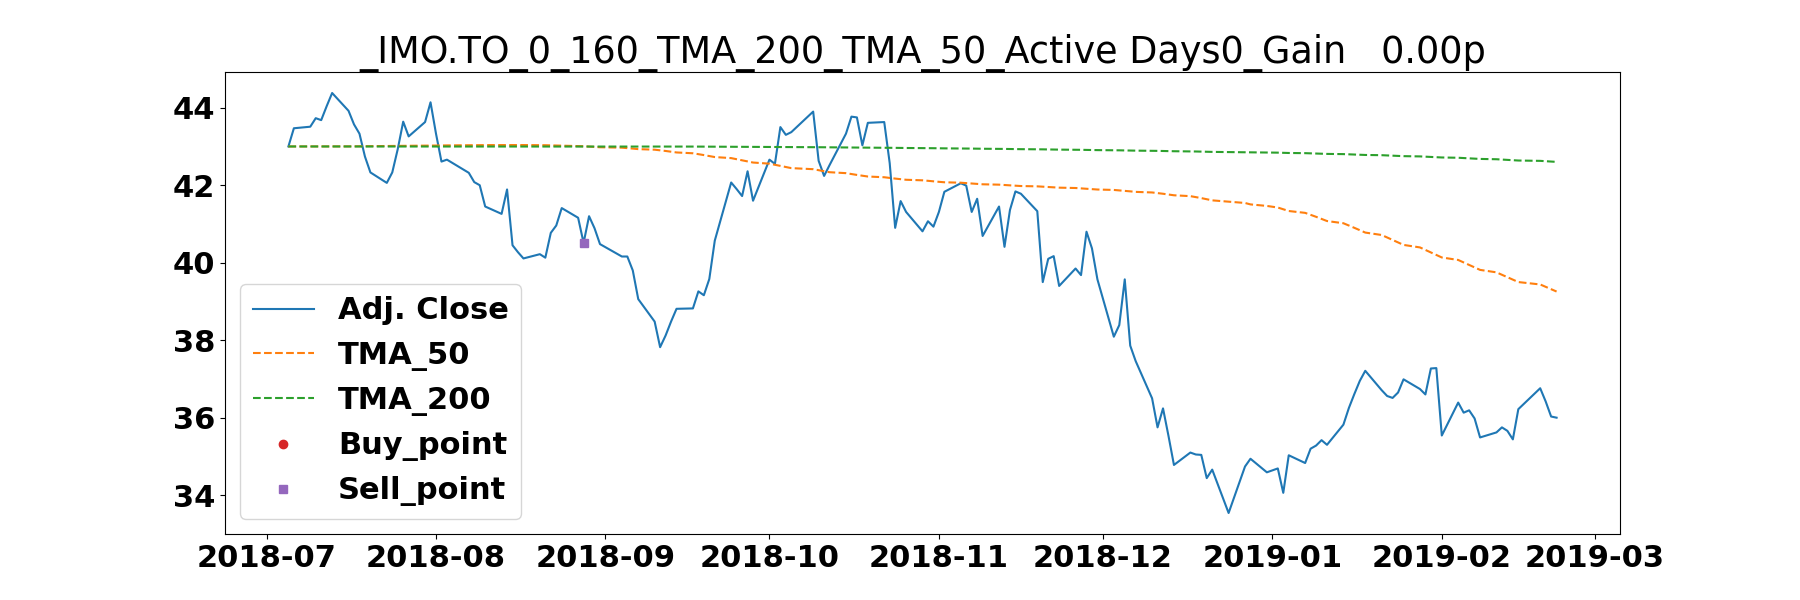 _IMO.TO_0_160_TMA_200_TMA_50_Active Days0_Gain   0.00p
44
42
40
38
36
34
Adj. Close
TMA_50
TMA_200
Buy_point
Sell_point
2018-07 2018-08 2018-09 2018-10 2018-11 2018-12 2019-01 2019-02 2019-03